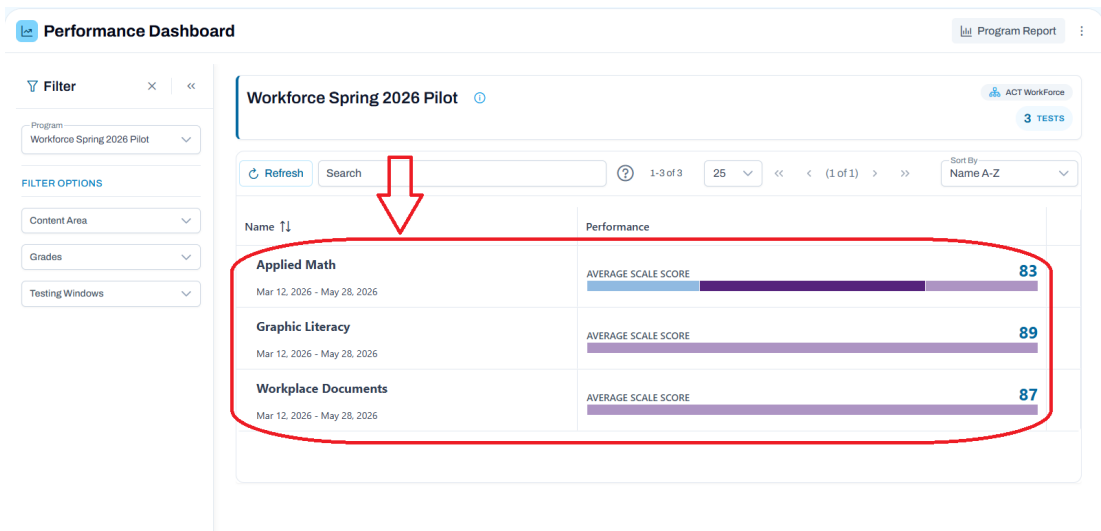 Performance Dashboard
Program Report
Filter
Program
Workforce Spring 2026 Pilot
FILTER OPTIONS
Content Area
Grades
Testing Windows
Workforce Spring 2026 Pilot
ACT WorkForce
3 TESTS
Refresh
Search
1-3 of 3
25
(1 of 1)
Sort By
Name A-Z
Name
Performance
Applied Math
Mar 12, 2026 - May 28, 2026
AVERAGE SCALE SCORE
83
Graphic Literacy
Mar 12, 2026 - May 28, 2026
AVERAGE SCALE SCORE
89
Workplace Documents
Mar 12, 2026 - May 28, 2026
AVERAGE SCALE SCORE
87